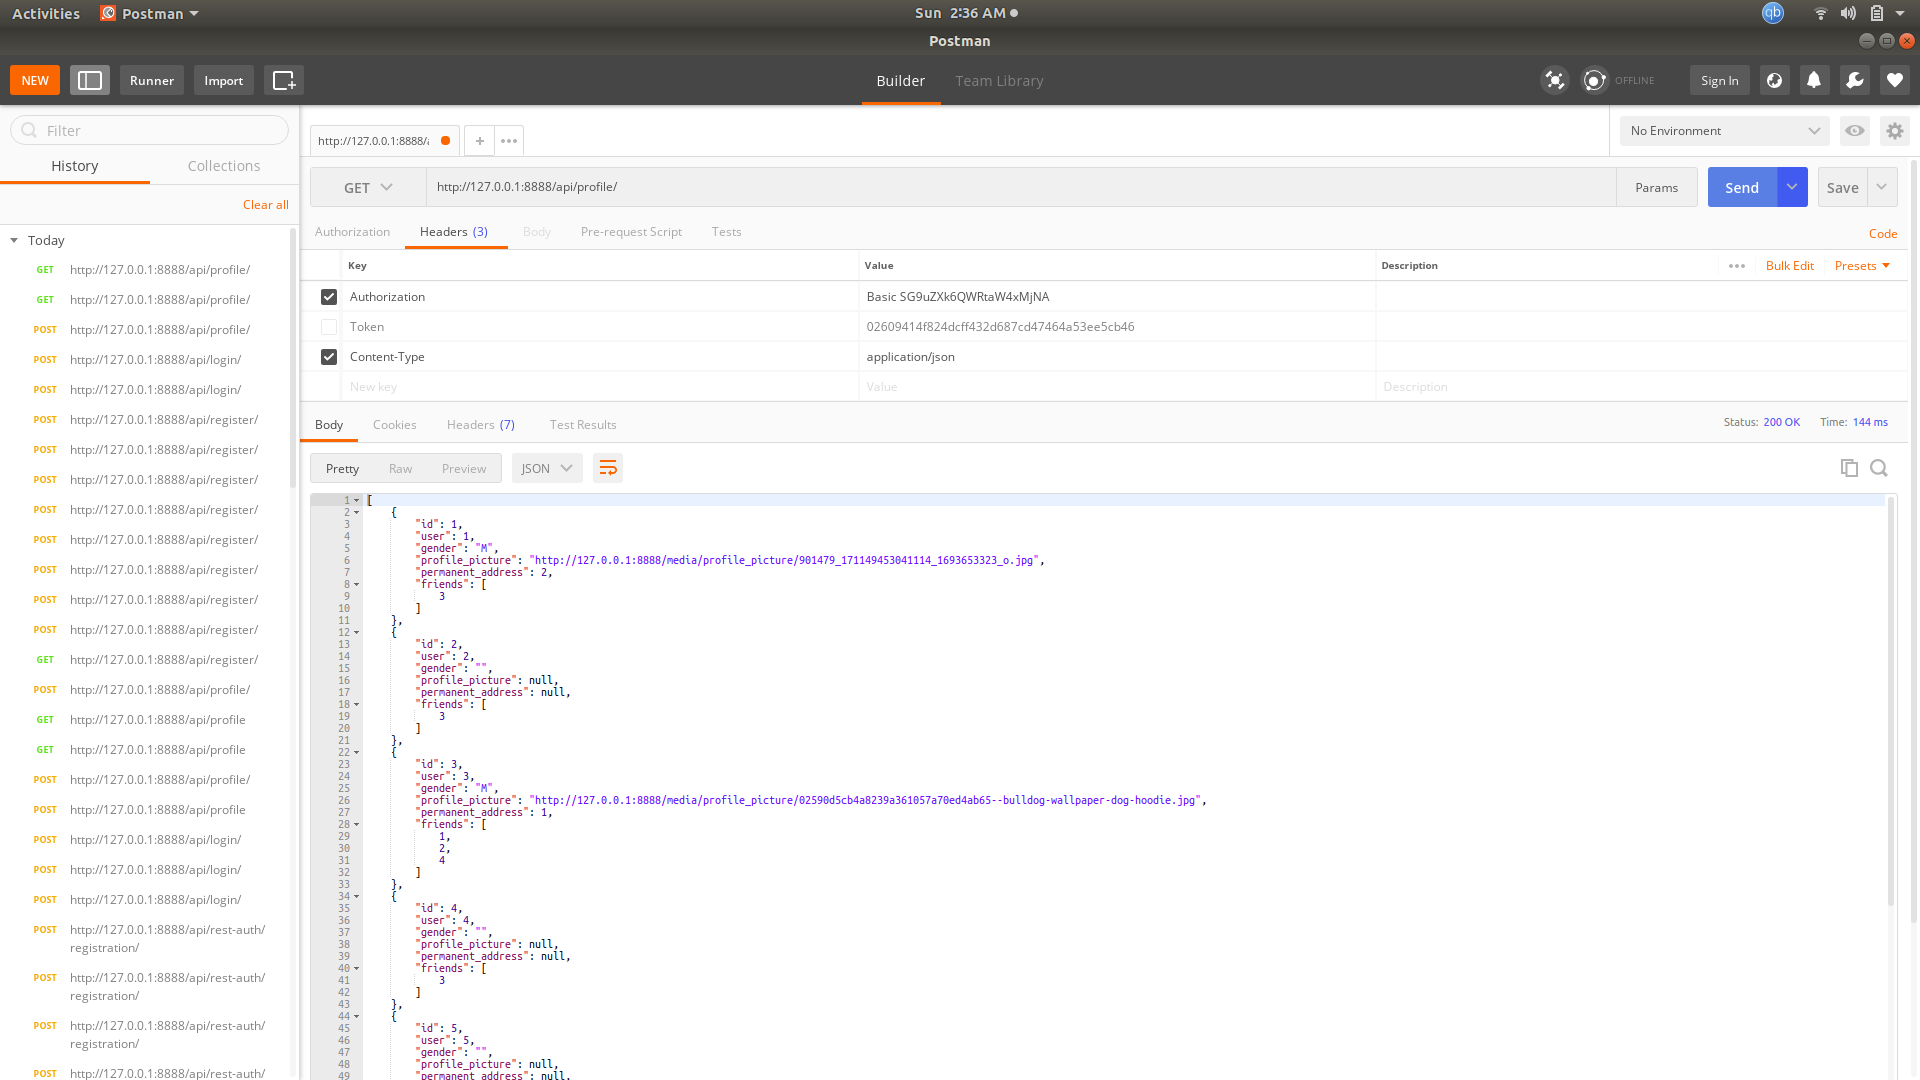 Activities
Postman
Sun 2:36 AM
Postman
NEW
Runner
Import
Builder
Team Library
OFFLINE
Sign In
Filter
History
Collections
Clear all
Today
GET http://127.0.0.1:8888/api/profile/
GET http://127.0.0.1:8888/api/profile/
POST http://127.0.0.1:8888/api/profile/
POST http://127.0.0.1:8888/api/login/
POST http://127.0.0.1:8888/api/login/
POST http://127.0.0.1:8888/api/register/
POST http://127.0.0.1:8888/api/register/
POST http://127.0.0.1:8888/api/register/
POST http://127.0.0.1:8888/api/register/
POST http://127.0.0.1:8888/api/register/
POST http://127.0.0.1:8888/api/register/
POST http://127.0.0.1:8888/api/register/
POST http://127.0.0.1:8888/api/register/
GET http://127.0.0.1:8888/api/register/
POST http://127.0.0.1:8888/api/profile/
GET http://127.0.0.1:8888/api/profile
GET http://127.0.0.1:8888/api/profile
POST http://127.0.0.1:8888/api/profile/
POST http://127.0.0.1:8888/api/profile
POST http://127.0.0.1:8888/api/login/
POST http://127.0.0.1:8888/api/login/
POST http://127.0.0.1:8888/api/login/
POST http://127.0.0.1:8888/api/rest-auth/
registration/
POST http://127.0.0.1:8888/api/rest-auth/
registration/
POST http://127.0.0.1:8888/api/rest-auth/
registration/
POST http://127.0.0.1:8888/api/rest-auth/
http://127.0.0.1:8888/
No Environment
GET http://127.0.0.1:8888/api/profile/
Params
Send
Save
Authorization Headers (3) Body Pre-request Script Tests
Code
Key Value Description
Bulk Edit
Presets
Authorization Basic SG9uZXk6QWRtaW4xMjNA
Token 02609414f824dcff432d687cd47464a53ee5cb46
Content-Type application/json
New key Value Description
Body Cookies Headers (7) Test Results
Status: 200 OK Time: 144 ms
Pretty Raw Preview JSON
1 [
2 {
3 "id": 1,
4 "user": 1,
5 "gender": "M",
6 "profile_picture": "http://127.0.0.1:8888/media/profile_picture/901479_171149453041114_1693653323_o.jpg",
7 "permanent_address": 2,
8 "friends": [
9 3
10 ]
11 },
12 {
13 "id": 2,
14 "user": 2,
15 "gender": "",
16 "profile_picture": null,
17 "permanent_address": null,
18 "friends": [
19 3
20 ]
21 },
22 {
23 "id": 3,
24 "user": 3,
25 "gender": "M",
26 "profile_picture": "http://127.0.0.1:8888/media/profile_picture/02590d5cb4a8239a361057a70ed4ab65--bulldog-wallpaper-dog-hoodie.jpg",
27 "permanent_address": 1,
28 "friends": [
29 1,
30 2,
31 4
32 ]
33 },
34 {
35 "id": 4,
36 "user": 4,
37 "gender": "",
38 "profile_picture": null,
39 "permanent_address": null,
40 "friends": [
41 3
42 ]
43 },
44 {
45 "id": 5,
46 "user": 5,
47 "gender": "",
48 "profile_picture": null,
49 "permanent_address": null,